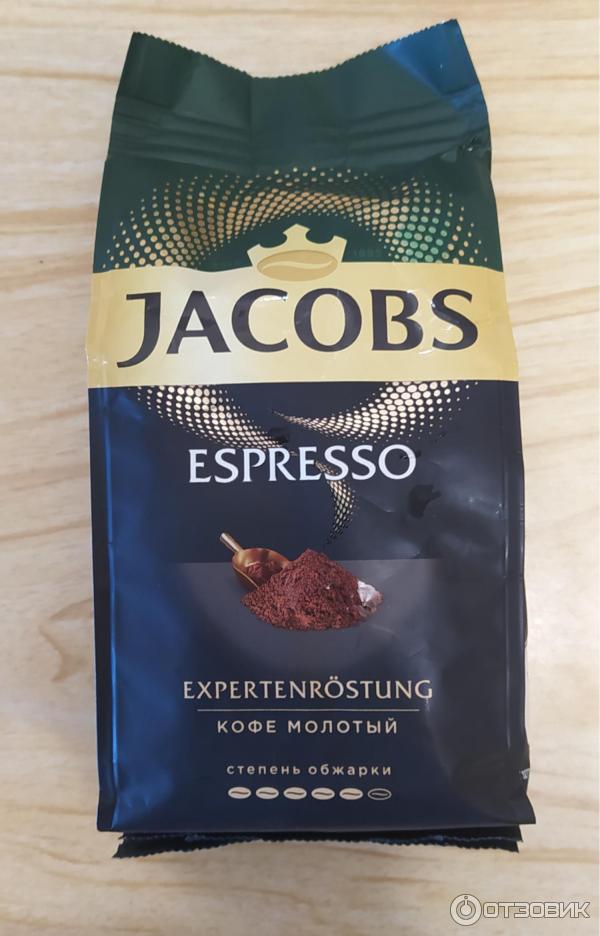 JACOBS
ESPRESSO
EXPERTENRÖSTUNG
КОФЕ МОЛОТЫЙ
степень обжарки
ОТЗОВИК